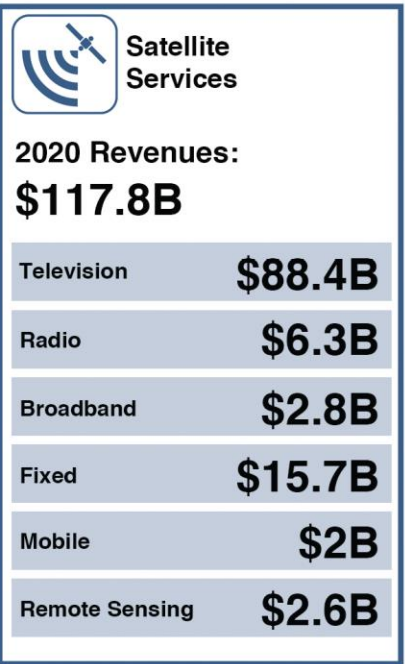 Satellite
Services
2020 Revenues:
$117.8B
Television $88.4B
Radio $6.3B
Broadband $2.8B
Fixed $15.7B
Mobile $2B
Remote Sensing $2.6B